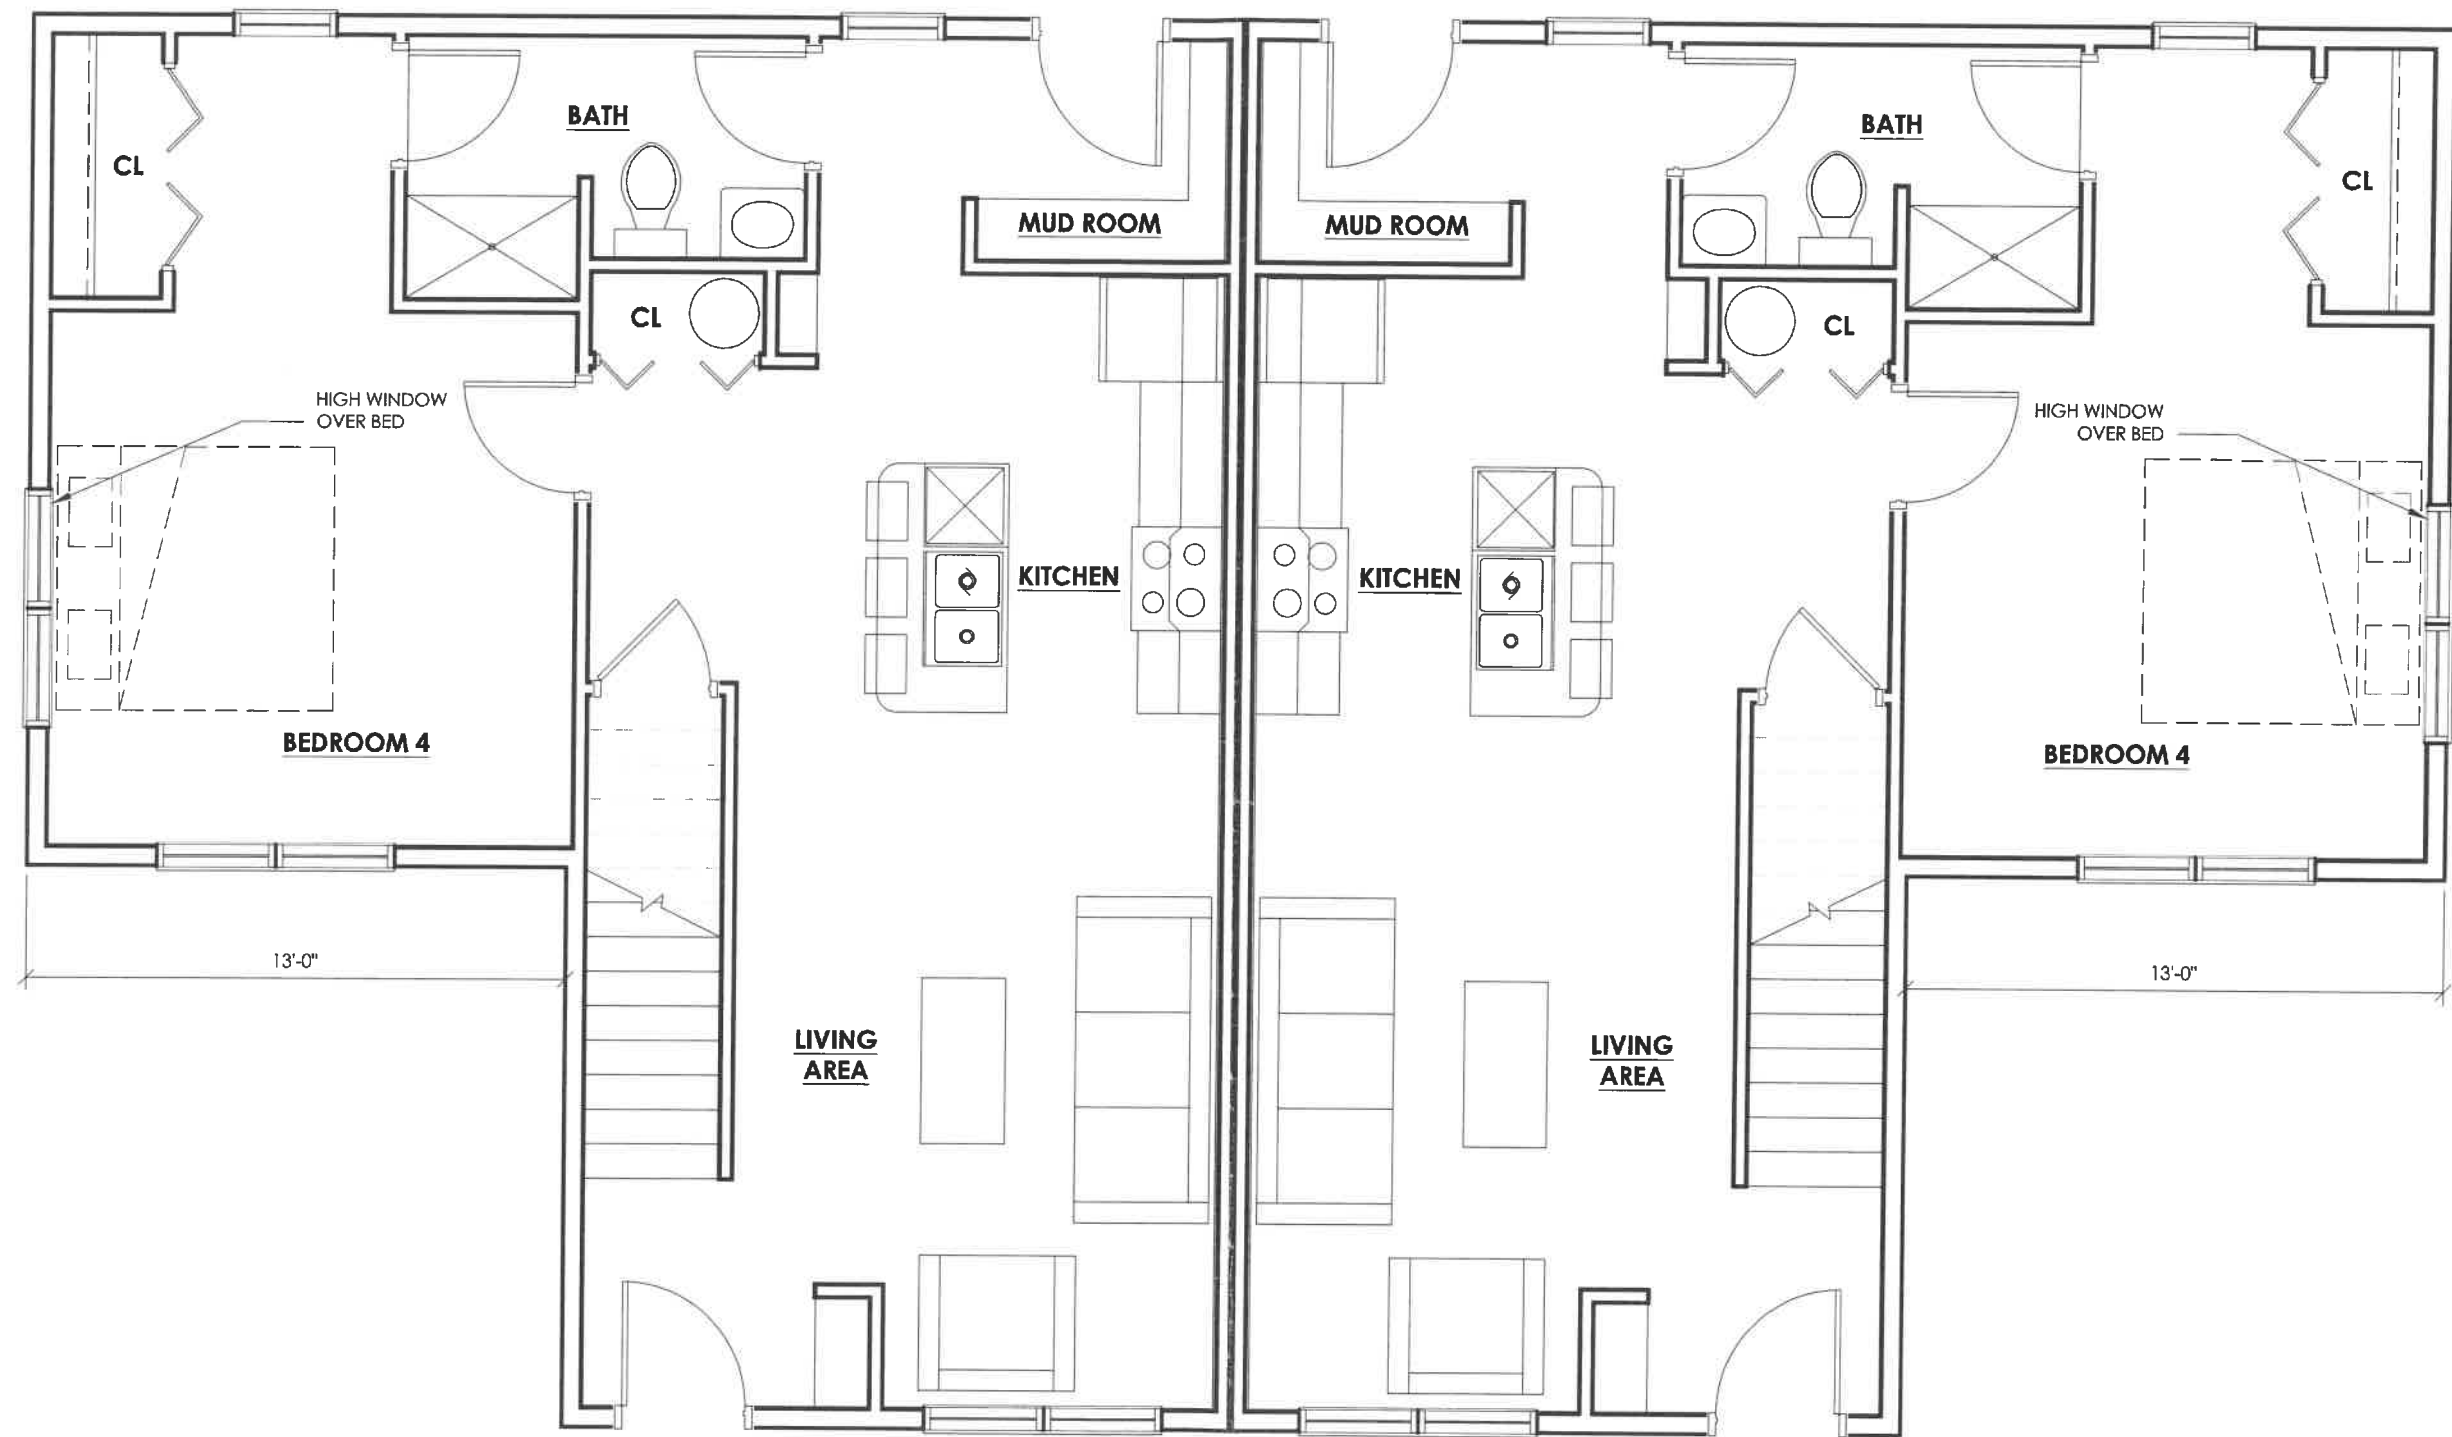 BATH
BATH
CL
CL
MUD ROOM
MUD ROOM
CL
CL
HIGH WINDOW
OVER BED
HIGH WINDOW
OVER BED
KITCHEN
KITCHEN
BEDROOM 4
BEDROOM 4
13'-0"
13'-0"
LIVING
AREA
LIVING
AREA